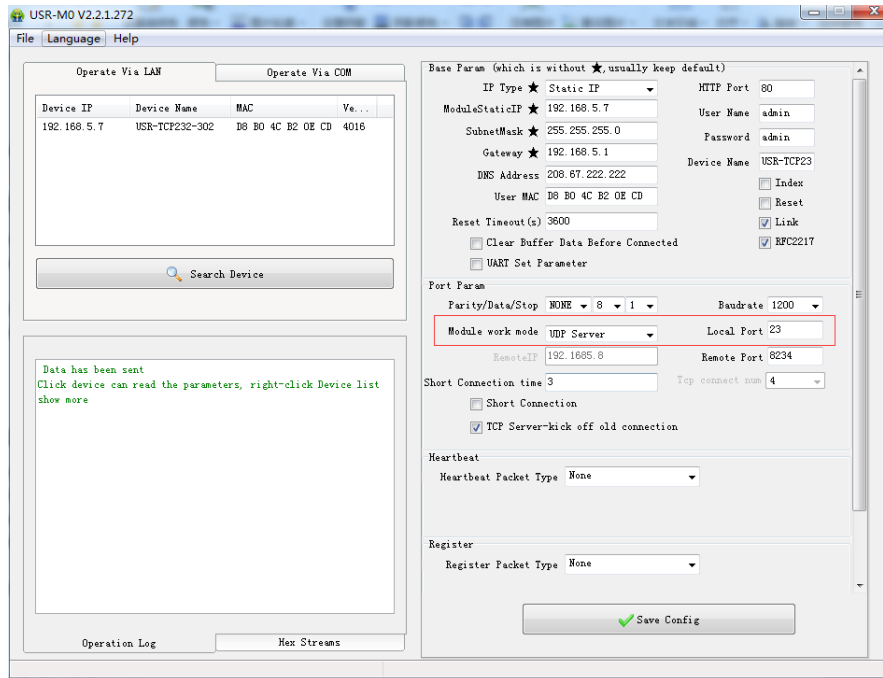 USR-M0 V2.2.1.272
File Language Help
Operate Via LAN Operate Via COM
Device IP Device Name MAC Ve...
192.168.5.7 USR-TCP232-302 D8 B0 4C B2 0E CD 4016
Search Device
Data has been sent
Click device can read the parameters, right-click Device list
show more
Operation Log Hex Streams
Base Param (which is without ★,usually keep default)
IP Type ★ Static IP HTTP Port 80
ModuleStaticIP ★ 192.168.5.7 User Name admin
SubnetMask ★ 255.255.255.0 Password admin
Gateway ★ 192.168.5.1 Device Name USR-TCP23
DNS Address 208.67.222.222 Index
User MAC D8 B0 4C B2 0E CD Reset
Reset Timeout(s) 3600 Link
Clear Buffer Data Before Connected RFC2217
UART Set Parameter
Port Param
Parity/Data/Stop NONE 8 1 Baudrate 1200
Module work mode UDP Server Local Port 23
RemoteIP 192.1685.8 Remote Port 8234
Short Connection time 3 Tcp connect num 4
Short Connection
TCP Server-kick off old connection
Heartbeat
Heartbeat Packet Type None
Register
Register Packet Type None
Save Config